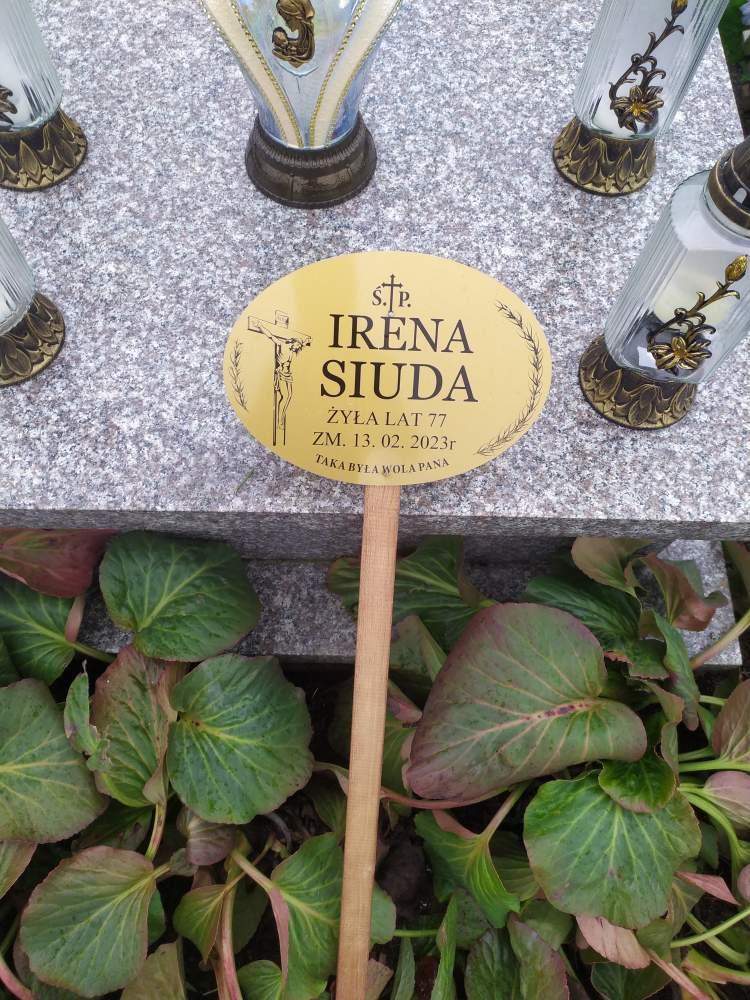 Ś.†P.
IRENA
SIUDA
ŻYŁA LAT 77
ZM. 13. 02. 2023r
TAKA BYŁA WOLA PANA